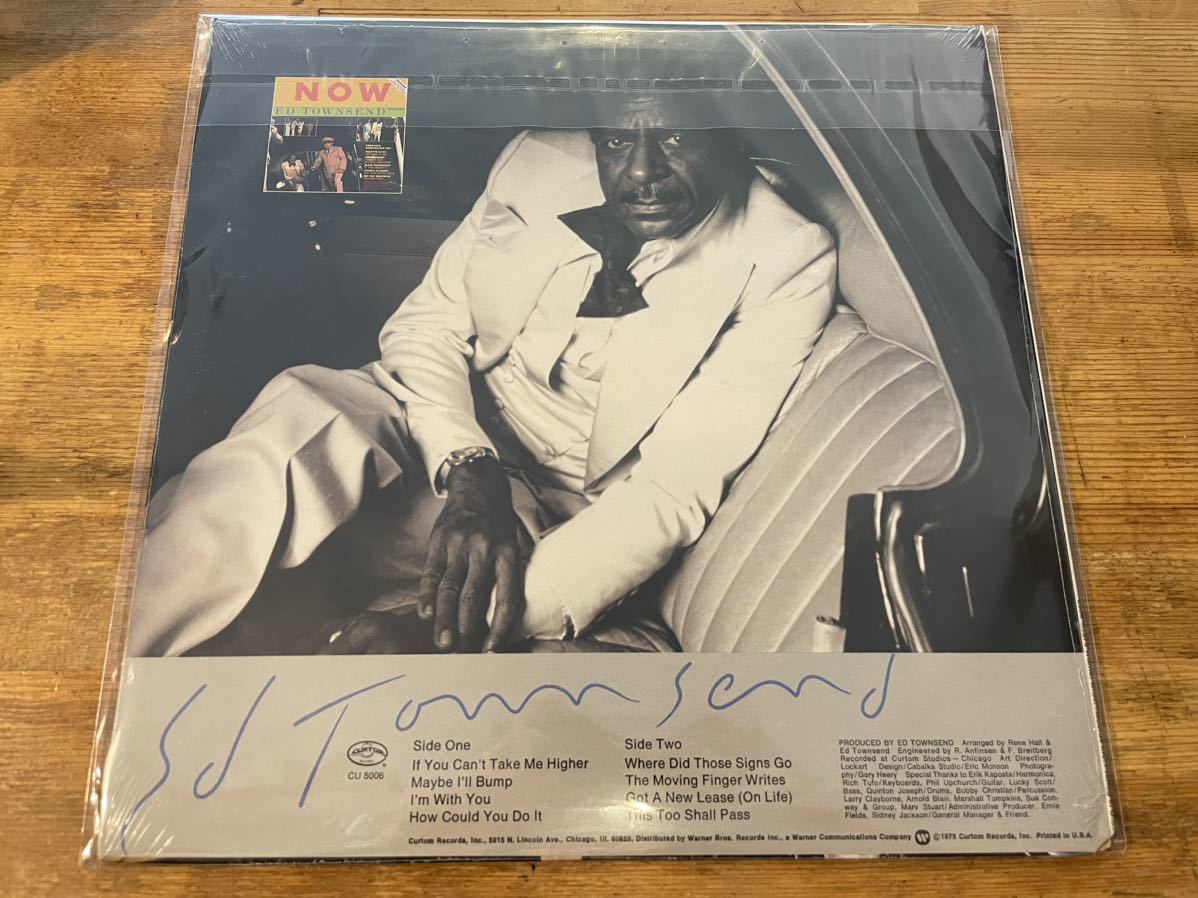 NOW
ED TOWNSEND
Ed Townsend
CURTOM
CU 5006
Side One
If You Can't Take Me Higher
Maybe I'll Bump
I'm With You
How Could You Do It
Side Two
Where Did Those Signs Go
The Moving Finger Writes
Got A New Lease (On Life)
This Too Shall Pass
PRODUCED BY ED TOWNSEND Arranged by Rene Hall &
Ed Townsend Engineered by R. Anfinsen & F. Breitberg
Recorded at Curtom Studios—Chicago Art Direction/
Lockart Design/Cabalka Studio/Eric Monson Photogra-
phy/Gary Heery Special Thanks to Erik Kaposta/Harmonica,
Rich Tufo/Keyboards, Phil Upchurch/Guitar, Lucky Scott/
Bass, Quinton Joseph/Drums, Bobby Christian/Percussion,
Larry Clayborne, Arnold Blair, Marshall Tompkins, Sue Con-
way & Group, Marv Stuart/Administrative Producer, Ernie
Fields, Sidney Jackson/General Manager & Friend.
Curtom Records, Inc., 5915 N. Lincoln Ave., Chicago, Ill. 60659. Distributed by Warner Bros. Records Inc., a Warner Communications Company ©1975 Curtom Records, Inc. Printed in U.S.A.